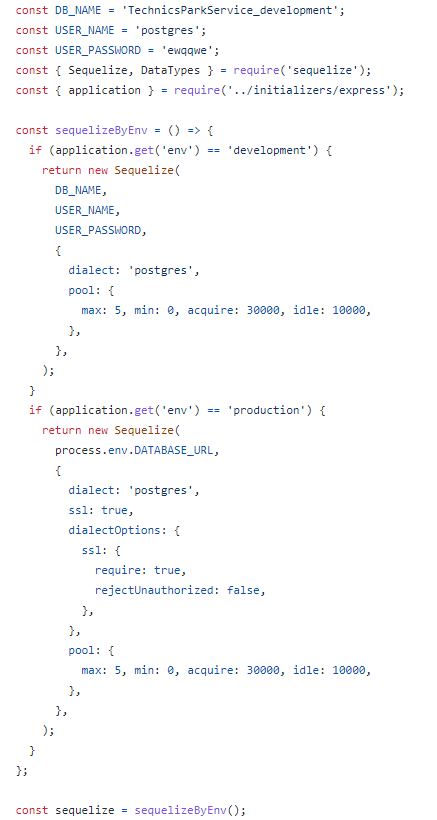 const DB_NAME = 'TechnicsParkService_development';
const USER_NAME = 'postgres';
const USER_PASSWORD = 'ewqqwe';
const { Sequelize, DataTypes } = require('sequelize');
const { application } = require('../initializers/express');

const sequelizeByEnv = () => {
  if (application.get('env') == 'development') {
    return new Sequelize(
      DB_NAME,
      USER_NAME,
      USER_PASSWORD,
      {
        dialect: 'postgres',
        pool: {
          max: 5, min: 0, acquire: 30000, idle: 10000,
        },
      },
    );
  }
  if (application.get('env') == 'production') {
    return new Sequelize(
      process.env.DATABASE_URL,
      {
        dialect: 'postgres',
        ssl: true,
        dialectOptions: {
          ssl: {
            require: true,
            rejectUnauthorized: false,
          },
        },
        pool: {
          max: 5, min: 0, acquire: 30000, idle: 10000,
        },
      },
    );
  }
};

const sequelize = sequelizeByEnv();